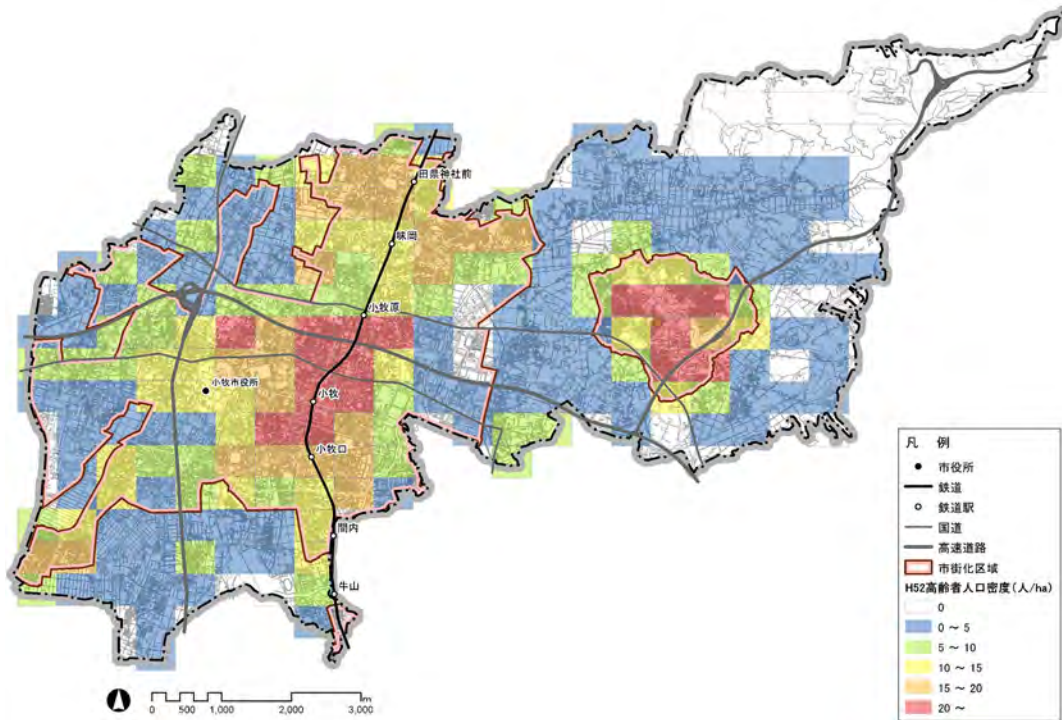 田県神社前
味岡
小牧原
小牧市役所
小牧
小牧口
間内
牛山
0 500 1,000 2,000 3,000 m
凡 例
市役所
鉄道
鉄道駅
国道
高速道路
市街化区域
H52高齢者人口密度(人/ha)
0
0 ～ 5
5 ～ 10
10 ～ 15
15 ～ 20
20 ～